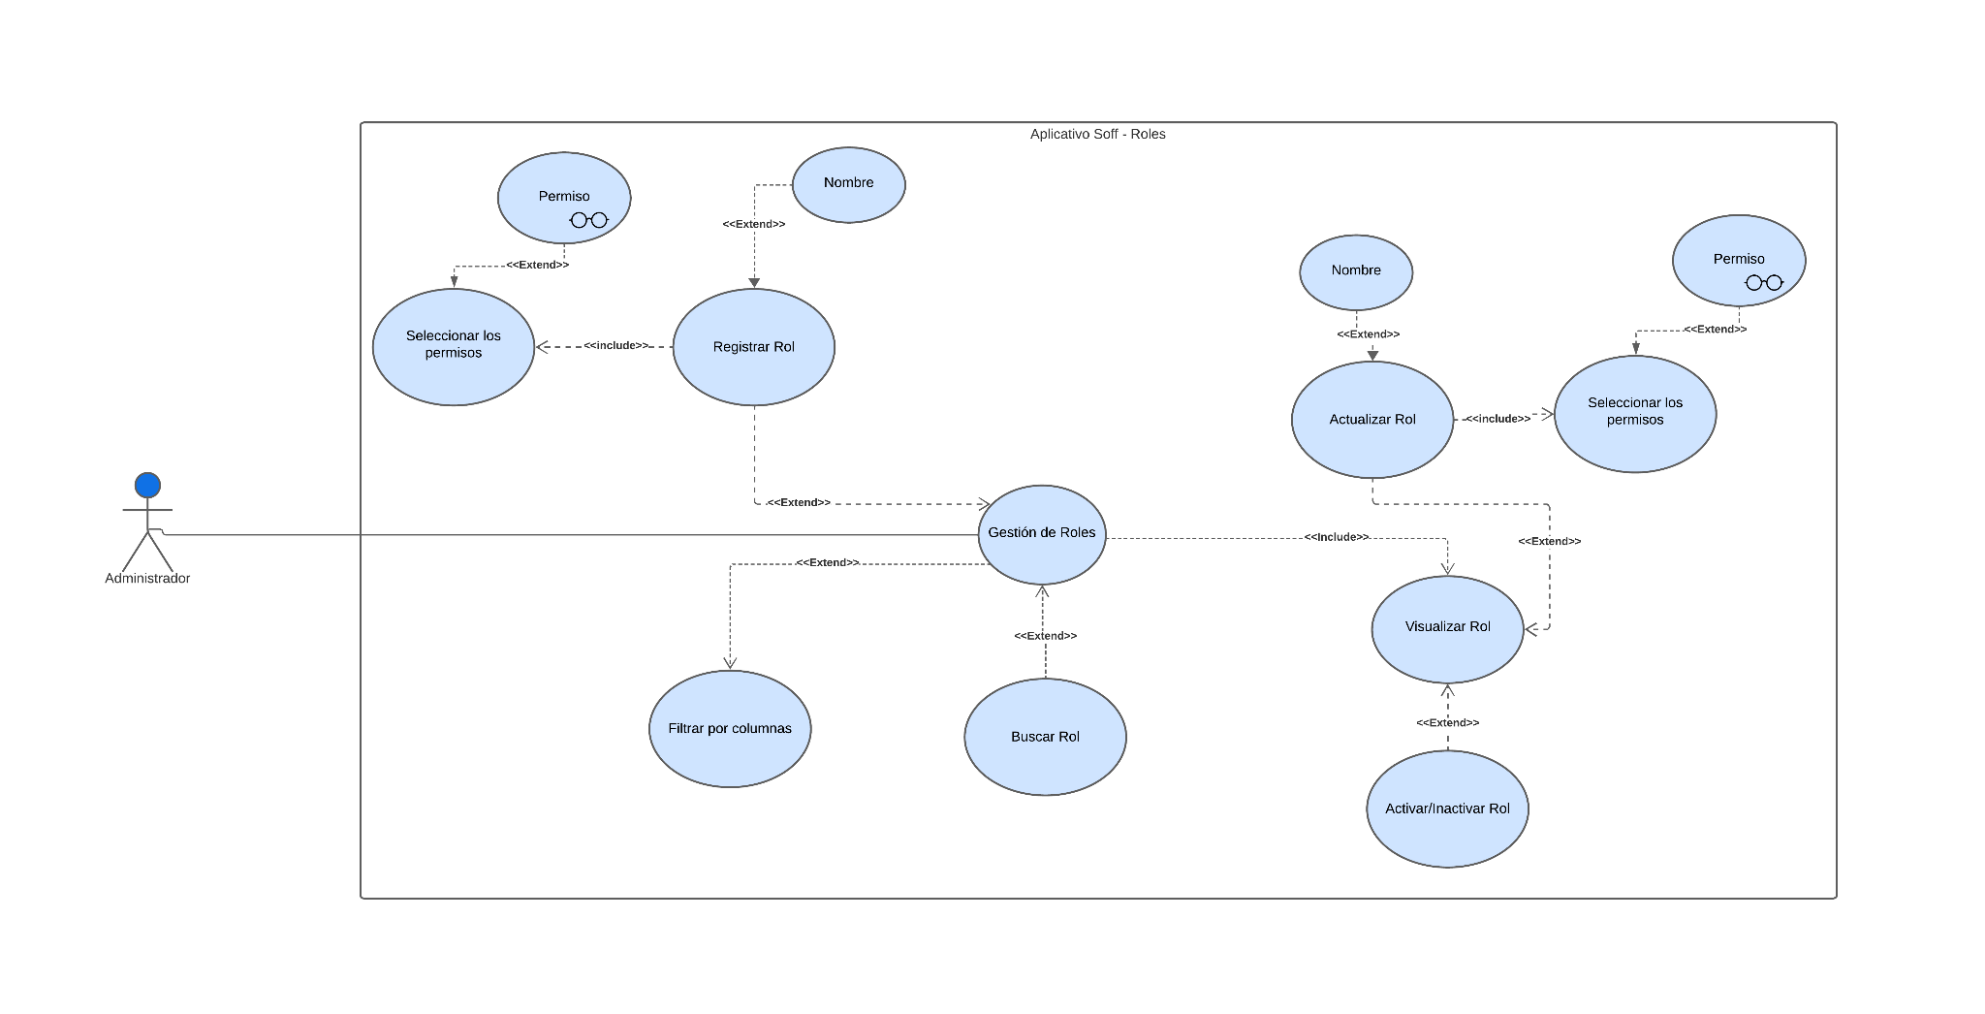 Aplicativo Soff - Roles
Permiso
Nombre
<<Extend>>
<<Extend>>
Seleccionar los
permisos
<<include>>
Registrar Rol
Nombre
Permiso
<<Extend>>
<<Extend>>
Actualizar Rol
<<include>>
Seleccionar los
permisos
<<Extend>>
Administrador
Gestión de Roles
<<Include>>
<<Extend>>
<<Extend>>
<<Extend>>
Visualizar Rol
<<Extend>>
Filtrar por columnas
Buscar Rol
Activar/Inactivar Rol